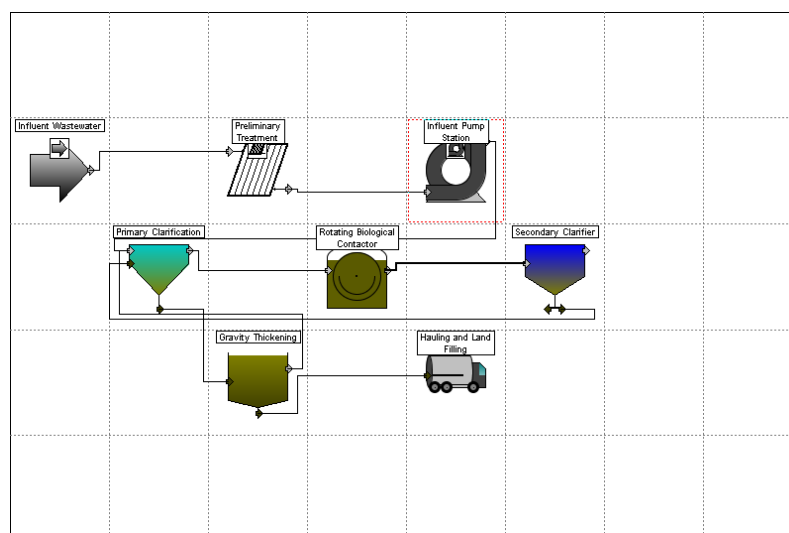 Influent Wastewater
Preliminary
Treatment
Influent Pump
Station
Primary Clarification
Rotating Biological
Contactor
Secondary Clarifier
Gravity Thickening
Hauling and Land
Filling